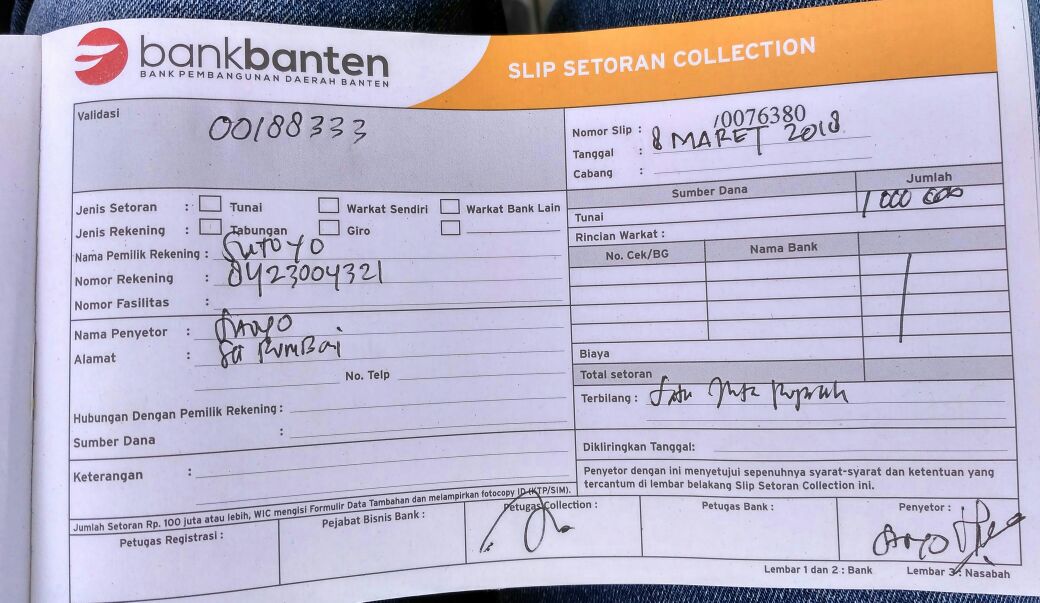 bankbanten
BANK PEMBANGUNAN DAERAH BANTEN
SLIP SETORAN COLLECTION
Validasi
00188333
Nomor Slip : 10076380
Tanggal : 8 MARET 2018
Cabang :
Jenis Setoran : Tunai Warkat Sendiri Warkat Bank Lain
Jenis Rekening : Tabungan Giro
Nama Pemilik Rekening : SUTOYO
Nomor Rekening : 0423004321
Nomor Fasilitas :
Nama Penyetor :
Alamat :
No. Telp
Hubungan Dengan Pemilik Rekening :
Sumber Dana :
Keterangan :
Jumlah Setoran Rp. 100 juta atau lebih, WIC mengisi Formulir Data Tambahan dan melampirkan fotocopy ID (KTP/SIM).
Sumber Dana Jumlah
Tunai 1 000 000
Rincian Warkat :
No. Cek/BG Nama Bank
Biaya
Total setoran
Terbilang : Satu Juta Rupiah
Dikliringkan Tanggal:
Penyetor dengan ini menyetujui sepenuhnya syarat-syarat dan ketentuan yang
tercantum di lembar belakang Slip Setoran Collection ini.
Petugas Registrasi :
Pejabat Bisnis Bank :
Petugas Collection :
Petugas Bank :
Penyetor :
Lembar 1 dan 2 : Bank
Lembar 3 : Nasabah